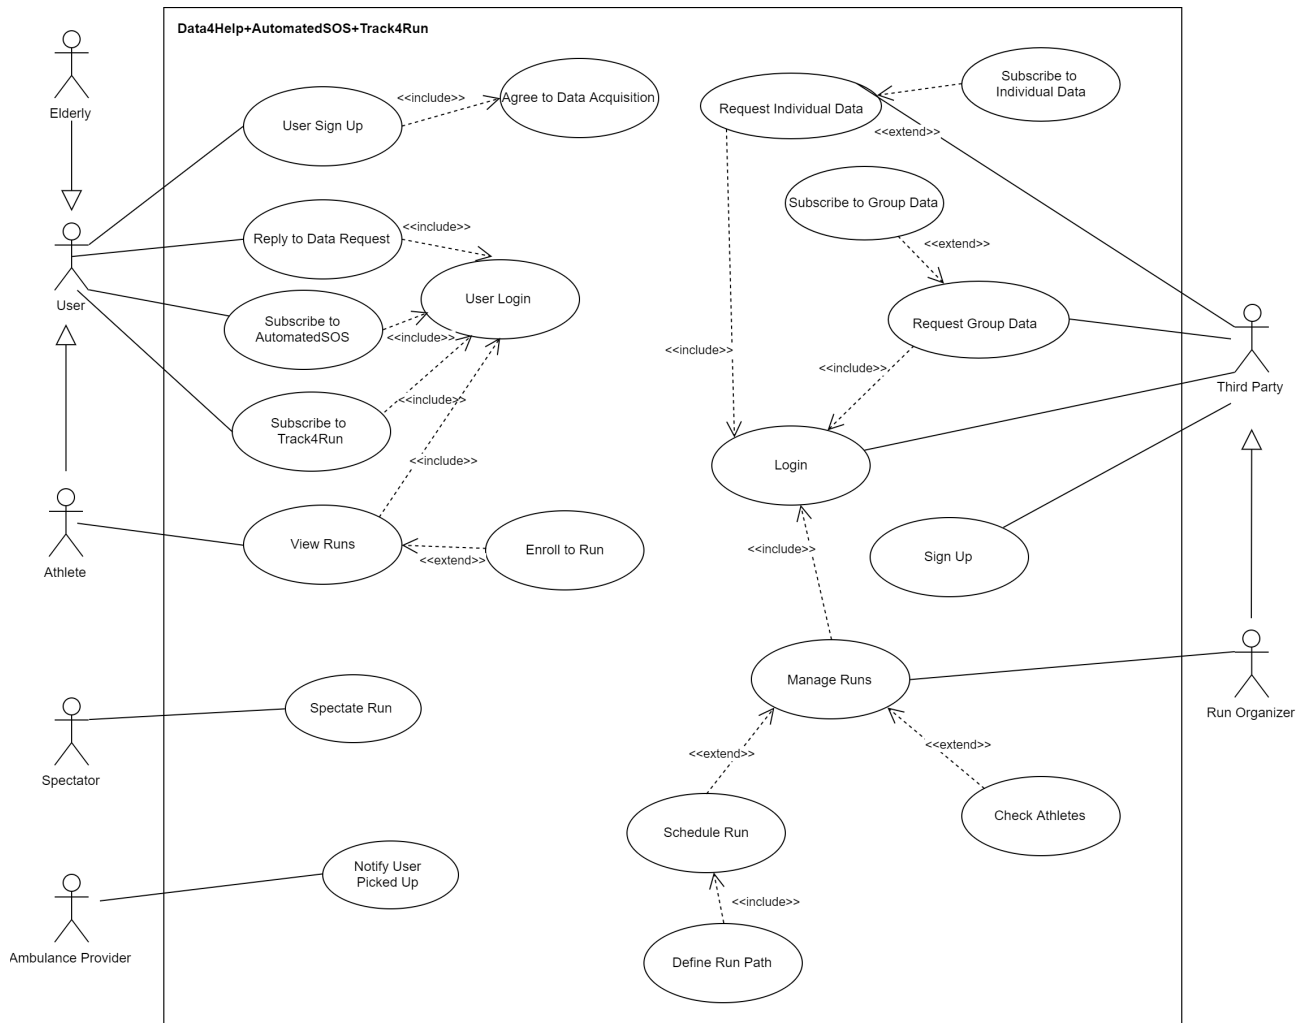 Data4Help+AutomatedSOS+Track4Run
Elderly
User Sign Up
<<include>>
Agree to Data Acquisition
Request Individual Data
Subscribe to
Individual Data
<<extend>>
Subscribe to Group Data
<<extend>>
Reply to Data Request
<<include>>
User Login
User
Subscribe to
AutomatedSOS
<<include>>
Request Group Data
<<include>>
<<include>>
Third Party
Subscribe to
Track4Run
<<include>>
<<include>>
Login
Athlete
View Runs
<<extend>>
Enroll to Run
<<include>>
Sign Up
Manage Runs
Run Organizer
Spectator
Spectate Run
<<extend>>
<<extend>>
Schedule Run
Check Athletes
Notify User
Picked Up
<<include>>
Ambulance Provider
Define Run Path